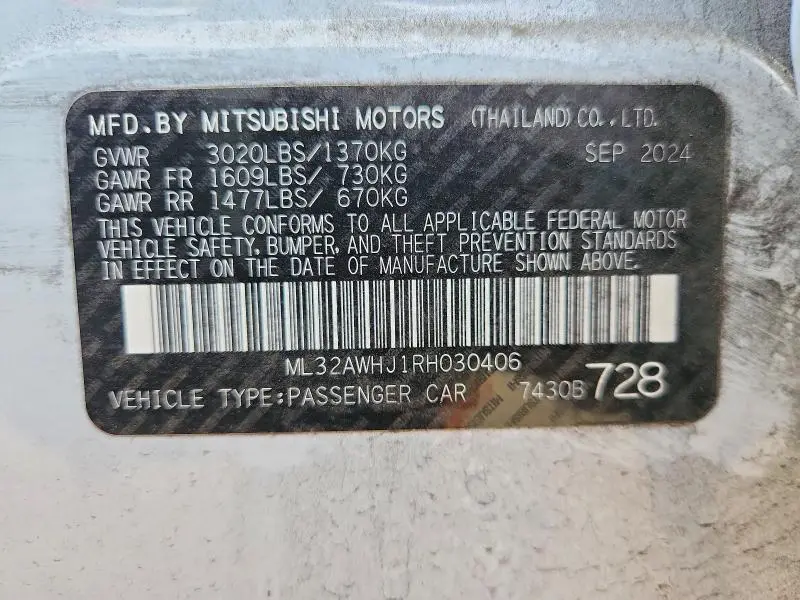 MFD.BY MITSUBISHI MOTORS (THAILAND)CO.,LTD.
GVWR 3020LBS/1370KG SEP 2024
GAWR FR 1609LBS/ 730KG
GAWR RR 1477LBS/ 670KG
THIS VEHICLE CONFORMS TO ALL APPLICABLE FEDERAL MOTOR
VEHICLE SAFETY, BUMPER, AND THEFT PREVENTION STANDARDS
IN EFFECT ON THE DATE OF MANUFACTURE SHOWN ABOVE.
ML32AWHJ1RH030406
VEHICLE TYPE:PASSENGER CAR 7430B 728